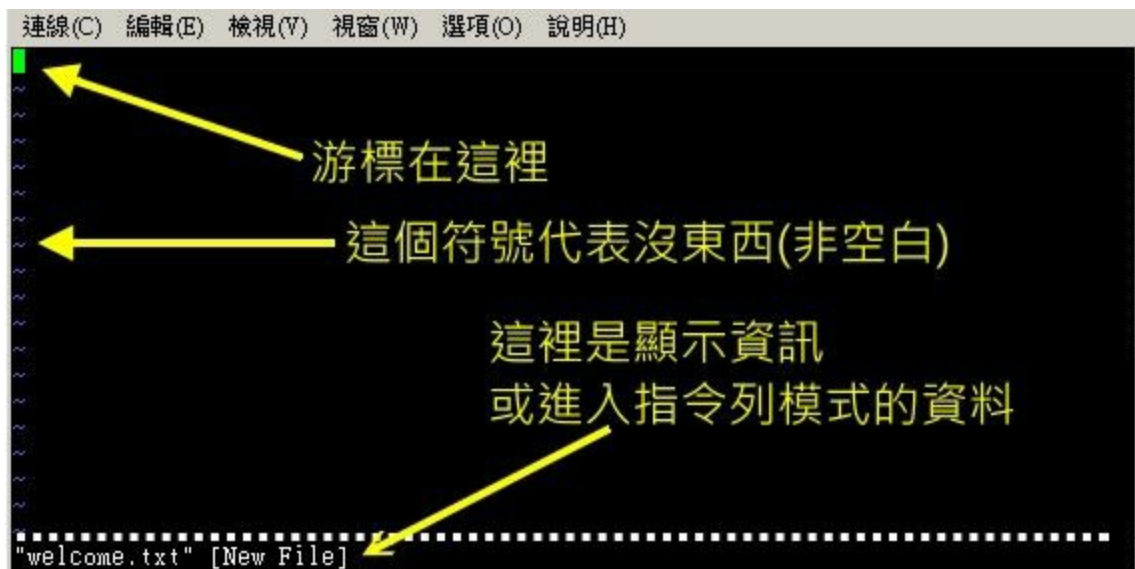 連線(C) 編輯(E) 檢視(V) 視窗(W) 選項(O) 說明(H)
~
~
~
游標在這裡
~
~
~
~ 這個符號代表沒東西(非空白)
~
~
~
這裡是顯示資訊
~
~
或進入指令列模式的資料
~
~
~
~
~
"welcome.txt" [New File]